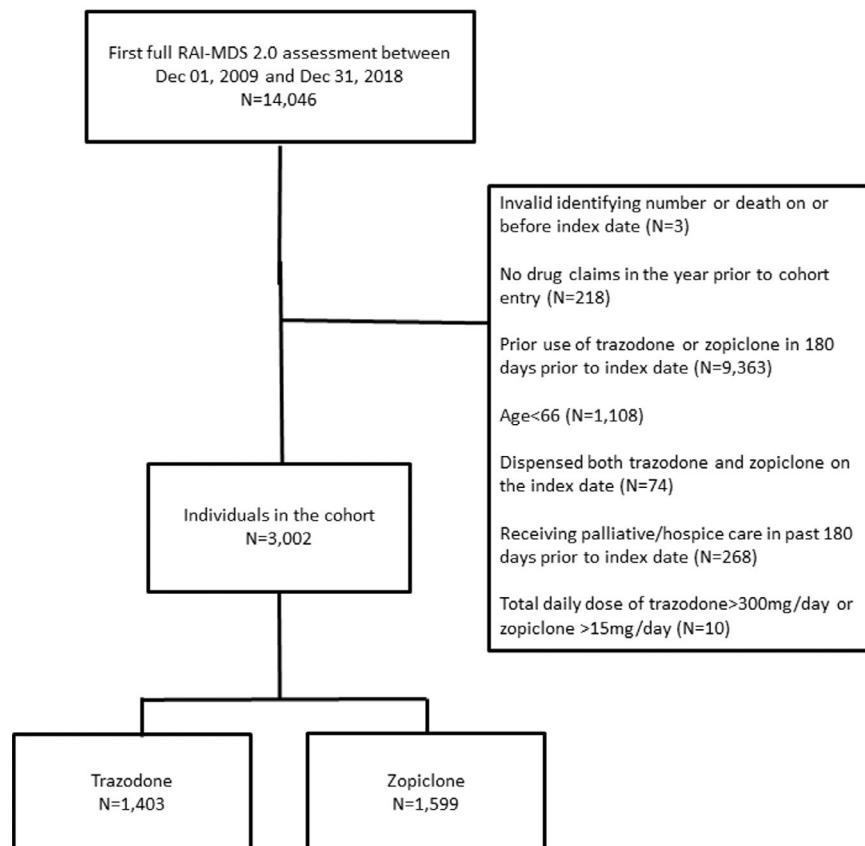 First full RAI-MDS 2.0 assessment between
Dec 01, 2009 and Dec 31, 2018
N=14,046
Invalid identifying number or death on or
before index date (N=3)
No drug claims in the year prior to cohort
entry (N=218)
Prior use of trazodone or zopiclone in 180
days prior to index date (N=9,363)
Age<66 (N=1,108)
Dispensed both trazodone and zopiclone on
the index date (N=74)
Receiving palliative/hospice care in past 180
days prior to index date (N=268)
Total daily dose of trazodone>300mg/day or
zopiclone >15mg/day (N=10)
Individuals in the cohort
N=3,002
Trazodone
N=1,403
Zopiclone
N=1,599